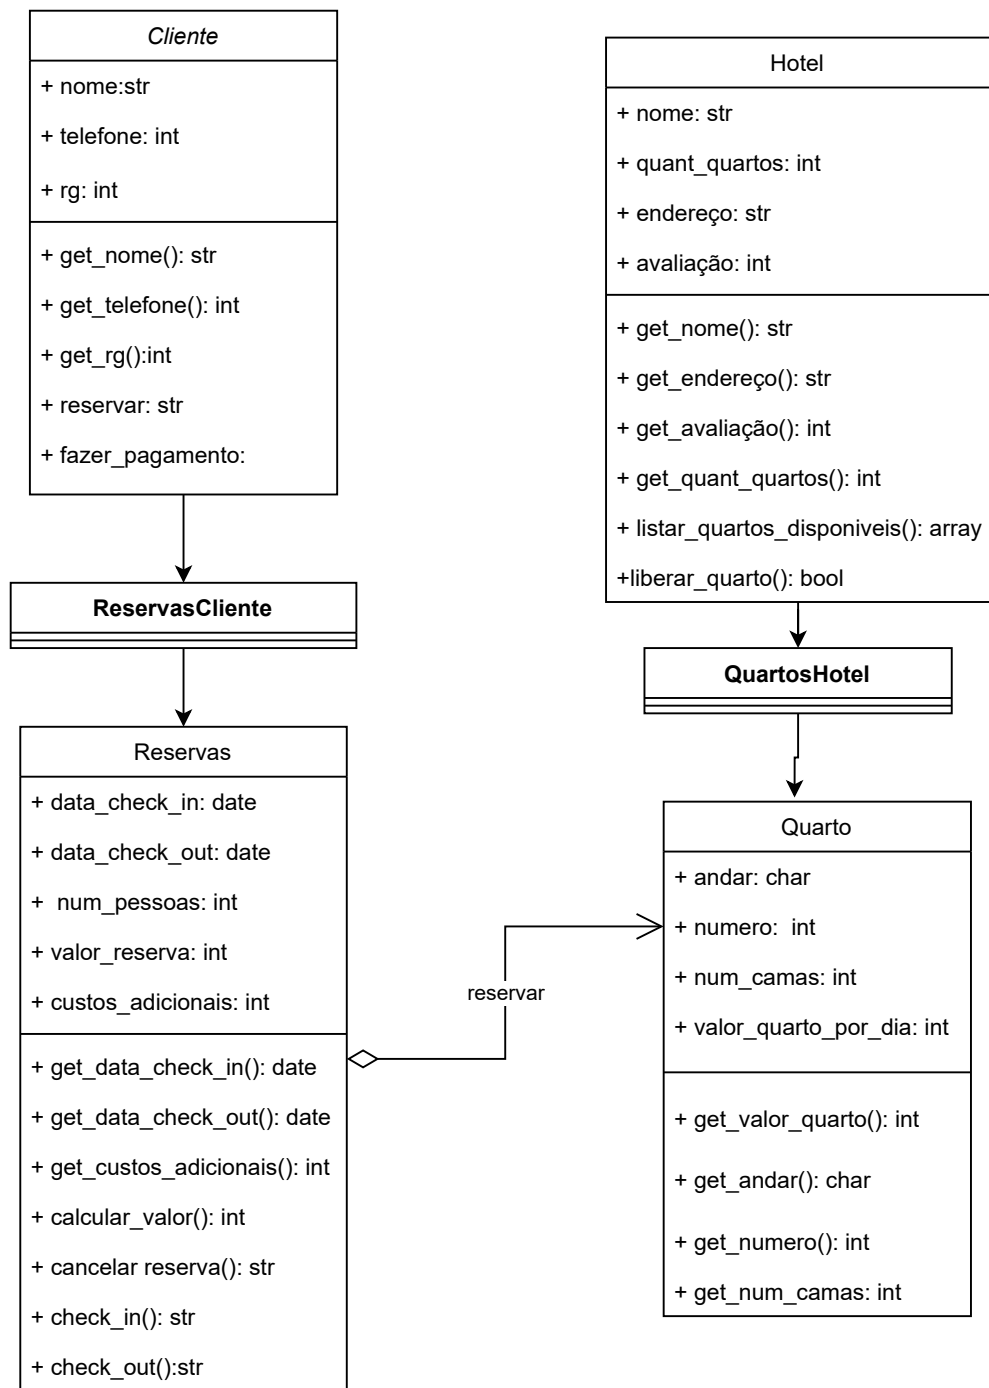 Cliente
+ nome:str
+ telefone: int
+ rg: int
+ get_nome(): str
+ get_telefone(): int
+ get_rg():int
+ reservar: str
+ fazer_pagamento:
ReservasCliente
Reservas
+ data_check_in: date
+ data_check_out: date
+  num_pessoas: int
+ valor_reserva: int
+ custos_adicionais: int
+ get_data_check_in(): date
+ get_data_check_out(): date
+ get_custos_adicionais(): int
+ calcular_valor(): int
+ cancelar reserva(): str
+ check_in(): str
+ check_out():str
reservar
Hotel
+ nome: str
+ quant_quartos: int
+ endereço: str
+ avaliação: int
+ get_nome(): str
+ get_endereço(): str
+ get_avaliação(): int
+ get_quant_quartos(): int
+ listar_quartos_disponiveis(): array
+liberar_quarto(): bool
QuartosHotel
Quarto
+ andar: char
+ numero:  int
+ num_camas: int
+ valor_quarto_por_dia: int
+ get_valor_quarto(): int
+ get_andar(): char
+ get_numero(): int
+ get_num_camas: int